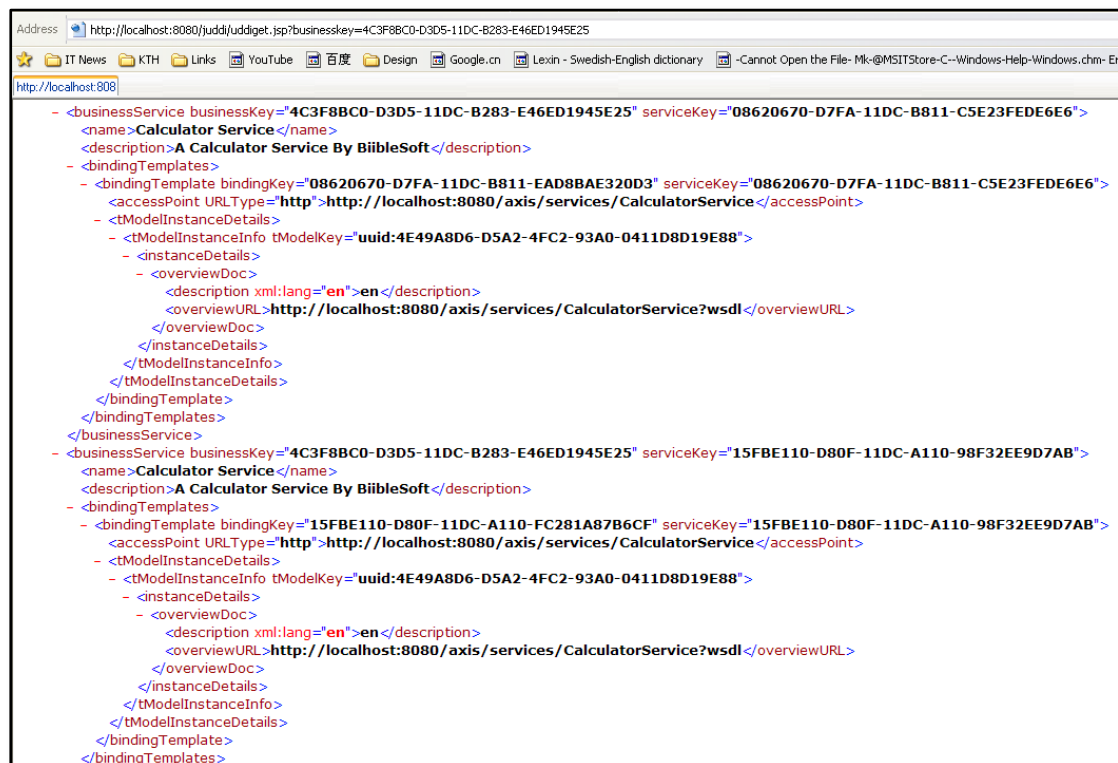 Address http://localhost:8080/juddi/uddiget.jsp?businesskey=4C3F8BC0-D3D5-11DC-B283-E46ED1945E25
IT News KTH Links YouTube 百度 Design Google.cn Lexin - Swedish-English dictionary -Cannot Open the File- Mk-@MSITStore-C--Windows-Help-Windows.chm- En
http://localhost:808
- <businessService businessKey="4C3F8BC0-D3D5-11DC-B283-E46ED1945E25" serviceKey="08620670-D7FA-11DC-B811-C5E23FEDE6E6">
<name>Calculator Service</name>
<description>A Calculator Service By BiibleSoft</description>
- <bindingTemplates>
- <bindingTemplate bindingKey="08620670-D7FA-11DC-B811-EAD8BAE320D3" serviceKey="08620670-D7FA-11DC-B811-C5E23FEDE6E6">
<accessPoint URLType="http">http://localhost:8080/axis/services/CalculatorService</accessPoint>
- <tModelInstanceDetails>
- <tModelInstanceInfo tModelKey="uuid:4E49A8D6-D5A2-4FC2-93A0-0411D8D19E88">
- <instanceDetails>
- <overviewDoc>
<description xml:lang="en">en</description>
<overviewURL>http://localhost:8080/axis/services/CalculatorService?wsdl</overviewURL>
</overviewDoc>
</instanceDetails>
</tModelInstanceInfo>
</tModelInstanceDetails>
</bindingTemplate>
</bindingTemplates>
</businessService>
- <businessService businessKey="4C3F8BC0-D3D5-11DC-B283-E46ED1945E25" serviceKey="15FBE110-D80F-11DC-A110-98F32EE9D7AB">
<name>Calculator Service</name>
<description>A Calculator Service By BiibleSoft</description>
- <bindingTemplates>
- <bindingTemplate bindingKey="15FBE110-D80F-11DC-A110-FC281A87B6CF" serviceKey="15FBE110-D80F-11DC-A110-98F32EE9D7AB">
<accessPoint URLType="http">http://localhost:8080/axis/services/CalculatorService</accessPoint>
- <tModelInstanceDetails>
- <tModelInstanceInfo tModelKey="uuid:4E49A8D6-D5A2-4FC2-93A0-0411D8D19E88">
- <instanceDetails>
- <overviewDoc>
<description xml:lang="en">en</description>
<overviewURL>http://localhost:8080/axis/services/CalculatorService?wsdl</overviewURL>
</overviewDoc>
</instanceDetails>
</tModelInstanceInfo>
</tModelInstanceDetails>
</bindingTemplate>
</bindingTemplates>